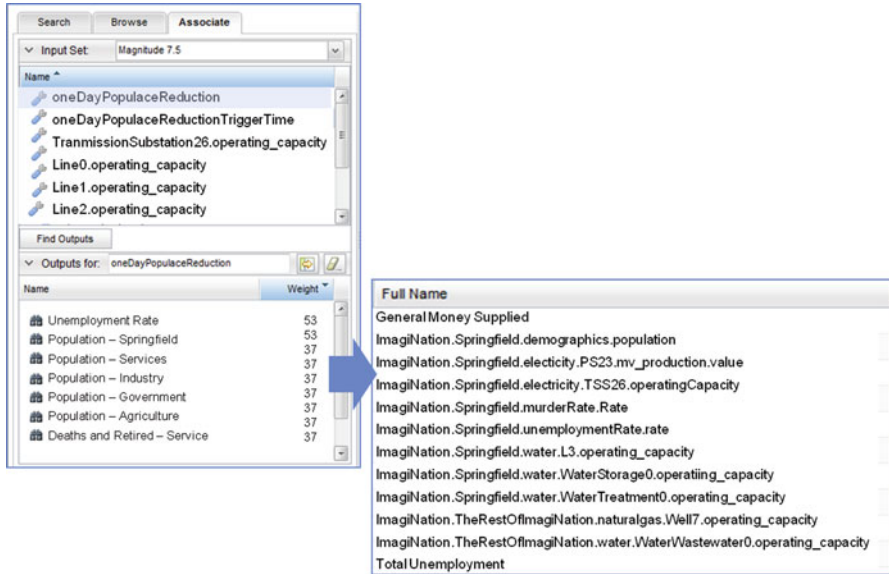 Search Browse Associate
Input Set: Magnitude 7.5
Name
oneDayPopulaceReduction
oneDayPopulaceReductionTriggerTime
TranmissionSubstation26.operating_capacity
Line0.operating_capacity
Line1.operating_capacity
Line2.operating_capacity
Find Outputs
Outputs for: oneDayPopulaceReduction
Name Weight
Unemployment Rate 53
Population – Springfield 53
Population – Services 37
Population – Industry 37
Population – Government 37
Population – Agriculture 37
Deaths and Retired – Service 37
37
Full Name
General Money Supplied
ImagiNation.Springfield.demographics.population
ImagiNation.Springfield.electicity.PS23.mv_production.value
ImagiNation.Springfield.electricity.TSS26.operatingCapacity
ImagiNation.Springfield.murderRate.Rate
ImagiNation.Springfield.unemploymentRate.rate
ImagiNation.Springfield.water.L3.operating_capacity
ImagiNation.Springfield.water.WaterStorage0.operatiing_capacity
ImagiNation.Springfield.water.WaterTreatment0.operating_capacity
ImagiNation.TheRestOfImagiNation.naturalgas.Well7.operating_capacity
ImagiNation.TheRestOfImagiNation.water.WaterWastewater0.operating_capacity
Total Unemployment